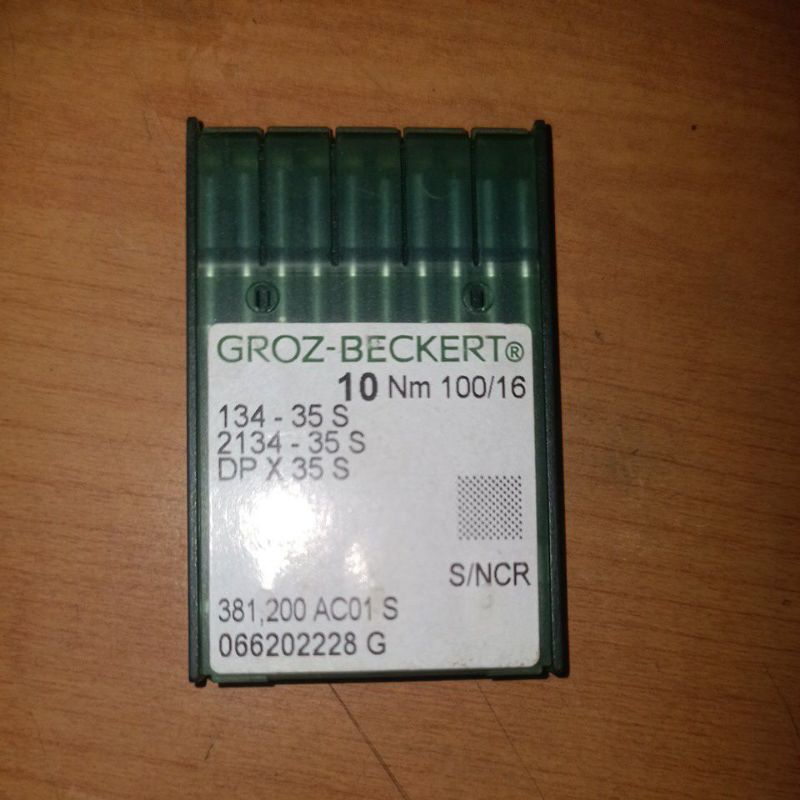 GROZ-BECKERT®
10 Nm 100/16
134 - 35 S
2134 - 35 S
DP X 35 S
S/NCR
381,200 AC01 S
066202228 G